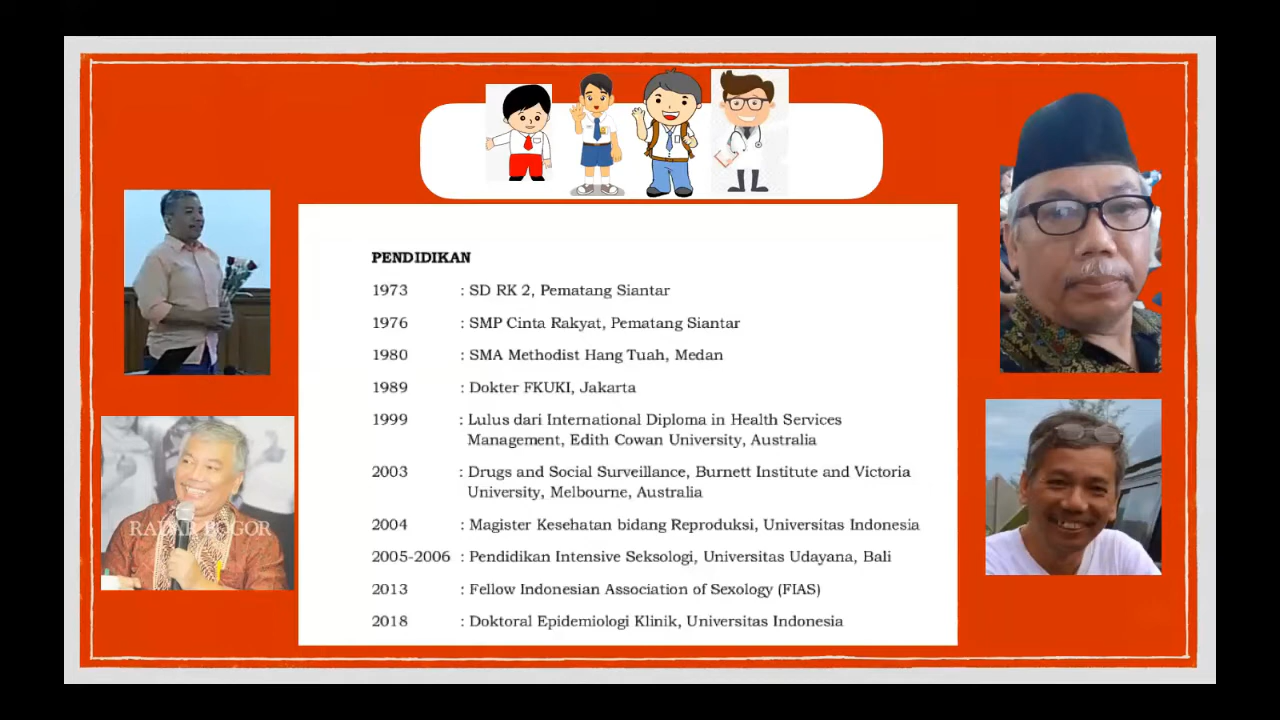 PENDIDIKAN
1973 : SD RK 2, Pematang Siantar
1976 : SMP Cinta Rakyat, Pematang Siantar
1980 : SMA Methodist Hang Tuah, Medan
1989 : Dokter FKUKI, Jakarta
1999 : Lulus dari International Diploma in Health Services
Management, Edith Cowan University, Australia
2003 : Drugs and Social Surveillance, Burnett Institute and Victoria
University, Melbourne, Australia
2004 : Magister Kesehatan bidang Reproduksi, Universitas Indonesia
2005-2006 : Pendidikan Intensive Seksologi, Universitas Udayana, Bali
2013 : Fellow Indonesian Association of Sexology (FIAS)
2018 : Doktoral Epidemiologi Klinik, Universitas Indonesia
RADAR BOGOR